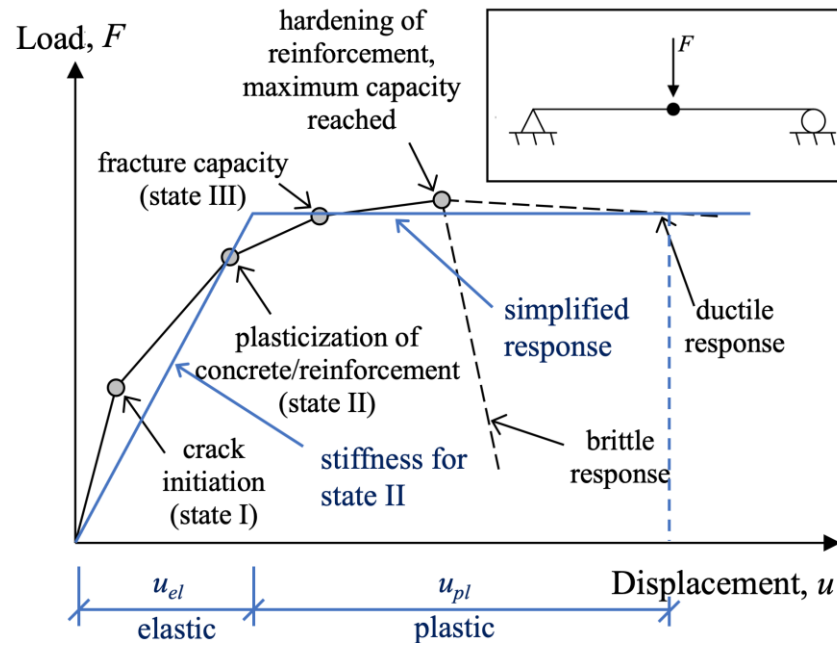 Load, F
hardening of
reinforcement,
maximum capacity
reached
F
fracture capacity
(state III)
simplified
response
ductile
response
plasticization of
concrete/reinforcement
(state II)
crack
initiation
(state I)
stiffness for
state II
brittle
response
u_el
u_pl
Displacement, u
elastic
plastic